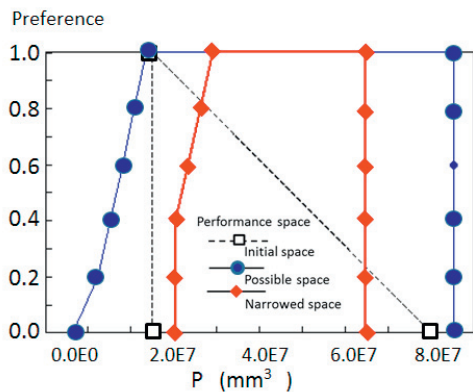 Preference
1.0
0.8
0.6
0.4
0.2
0.0
Performance space
Initial space
Possible space
Narrowed space
0.0E0 2.0E7 4.0E7 6.0E7 8.0E7
P (mm³)